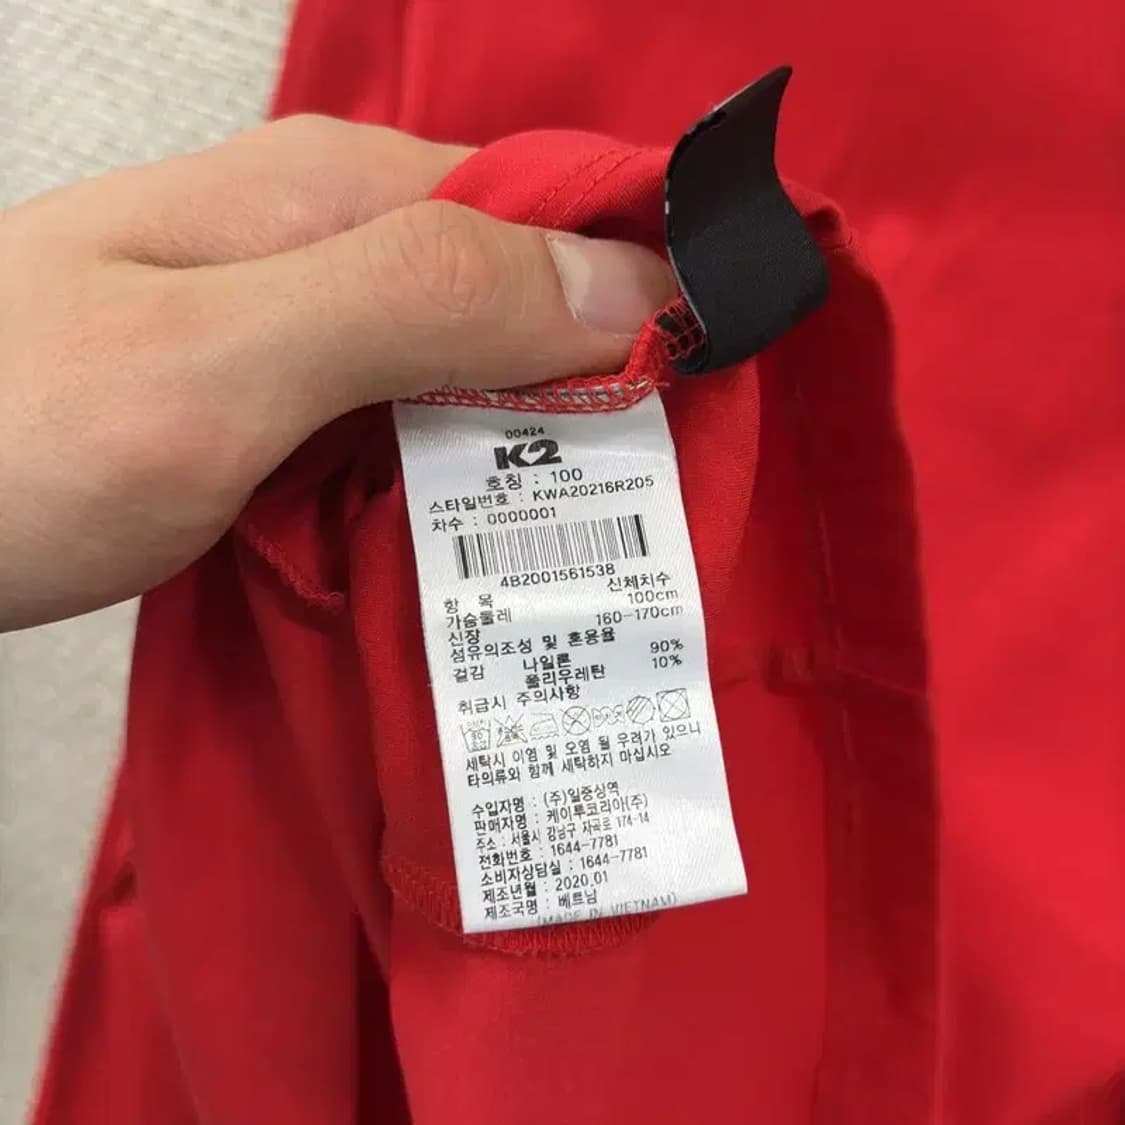 00424
K2
호칭 : 100
스타일번호 : KWA20216R205
차수 : 0000001
4B2001561538
항 목 신체치수
가슴둘레 100cm
신장 160-170cm
섬유의조성 및 혼용율
겉감 나일론 90%
폴리우레탄 10%
취급시 주의사항
세탁시 이염 및 오염 될 우려가 있으니
타의류와 함께 세탁하지 마십시오
수입자명 : (주)일중상역
판매자명 : 케이투코리아(주)
주소 : 서울시 강남구 자곡로 174-14
전화번호 : 1644-7781
소비자상담실 : 1644-7781
제조년월 : 2020.01
제조국명 : 베트남
(MADE IN VIETNAM)